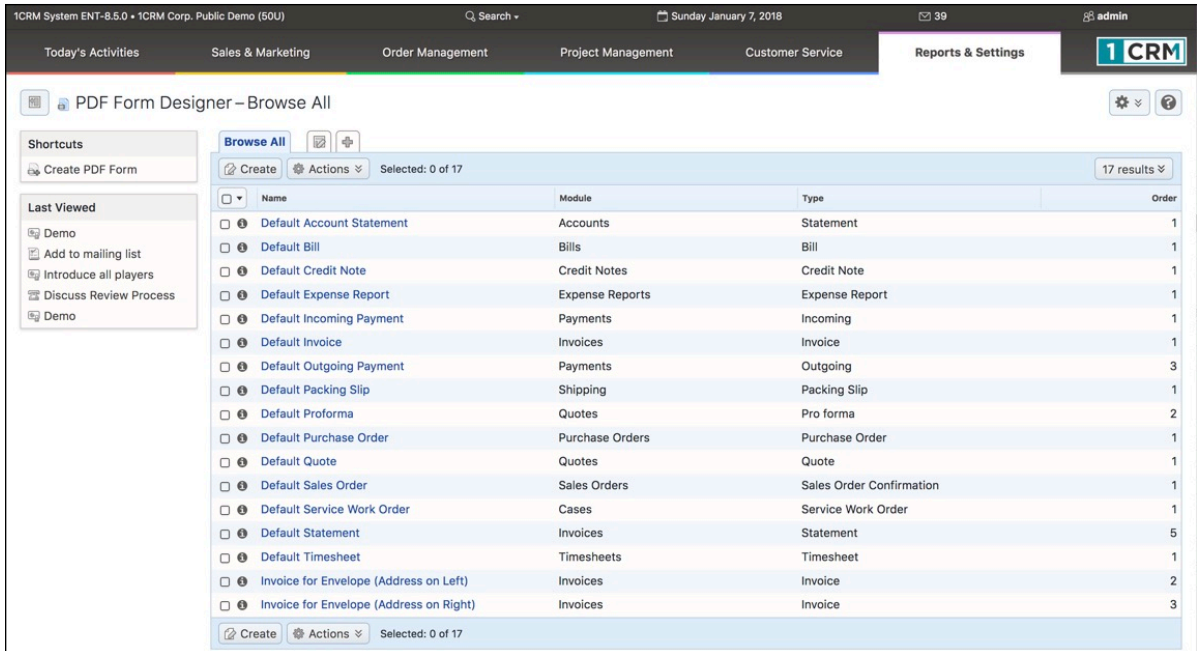 1CRM System ENT-8.5.0 • 1CRM Corp. Public Demo (50U) Search Sunday January 7, 2018 39 admin
Today's Activities Sales & Marketing Order Management Project Management Customer Service Reports & Settings 1 CRM
PDF Form Designer – Browse All
Shortcuts
Create PDF Form
Last Viewed
Demo
Add to mailing list
Introduce all players
Discuss Review Process
Demo
Browse All
Create Actions Selected: 0 of 17 17 results
Name Module Type Order
Default Account Statement Accounts Statement 1
Default Bill Bills Bill 1
Default Credit Note Credit Notes Credit Note 1
Default Expense Report Expense Reports Expense Report 1
Default Incoming Payment Payments Incoming 1
Default Invoice Invoices Invoice 1
Default Outgoing Payment Payments Outgoing 3
Default Packing Slip Shipping Packing Slip 1
Default Proforma Quotes Pro forma 2
Default Purchase Order Purchase Orders Purchase Order 1
Default Quote Quotes Quote 1
Default Sales Order Sales Orders Sales Order Confirmation 1
Default Service Work Order Cases Service Work Order 1
Default Statement Invoices Statement 5
Default Timesheet Timesheets Timesheet 1
Invoice for Envelope (Address on Left) Invoices Invoice 2
Invoice for Envelope (Address on Right) Invoices Invoice 3
Create Actions Selected: 0 of 17